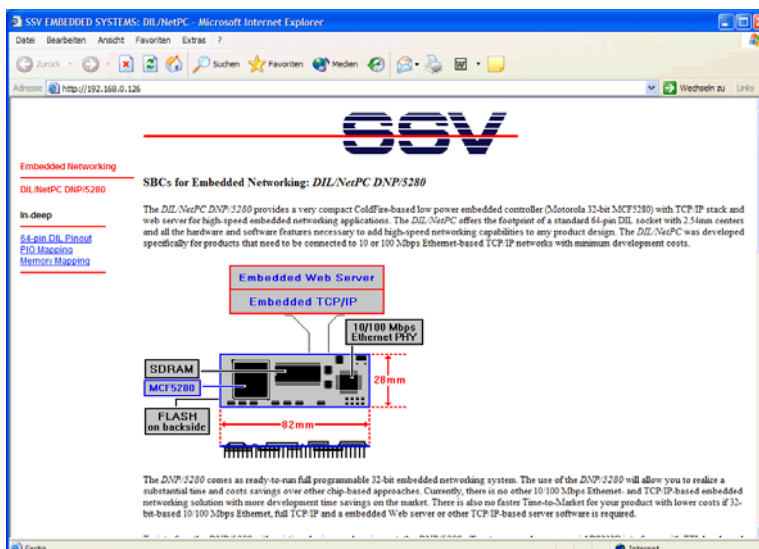 SSV EMBEDDED SYSTEMS: DIL/NetPC - Microsoft Internet Explorer
Datei Bearbeiten Ansicht Favoriten Extras ?
Zurück Suchen Favoriten Medien
Adresse http://192.168.0.126 Wechseln zu Links
SSV
Embedded Networking
DIL/NetPC DNP/5280
In.deep
64-pin DIL Pinout
PIO Mapping
Memory Mapping
SBCs for Embedded Networking: DIL/NetPC DNP/5280
The DIL/NetPC DNP/5280 provides a very compact ColdFire-based low power embedded controller (Motorola 32-bit MCF5280) with TCP/IP stack and
web server for high-speed embedded networking applications. The DIL/NetPC offers the footprint of a standard 64-pin DIL socket with 2.54mm centers
and all the hardware and software features necessary to add high-speed networking capabilities to any product design. The DIL/NetPC was developed
specifically for products that need to be connected to 10 or 100 Mbps Ethernet-based TCP/IP networks with minimum development costs.
Embedded Web Server
Embedded TCP/IP
10/100 Mbps
Ethernet PHY
SDRAM
MCF5280
28mm
FLASH
on backside
82mm
The DNP/5280 comes as ready-to-run full programmable 32-bit embedded networking system. The use of the DNP/5280 will allow you to realize a
substantial time and costs savings over other chip-based approaches. Currently, there is no other 10/100 Mbps Ethernet- and TCP/IP-based embedded
networking solution with more development time savings on the market. There is also no faster Time-to-Market for your product with lower costs if 32-
bit-based 10/100 Mbps Ethernet, full TCP/IP and a embedded Web server or other TCP/IP-based server software is required.
Fertig Internet